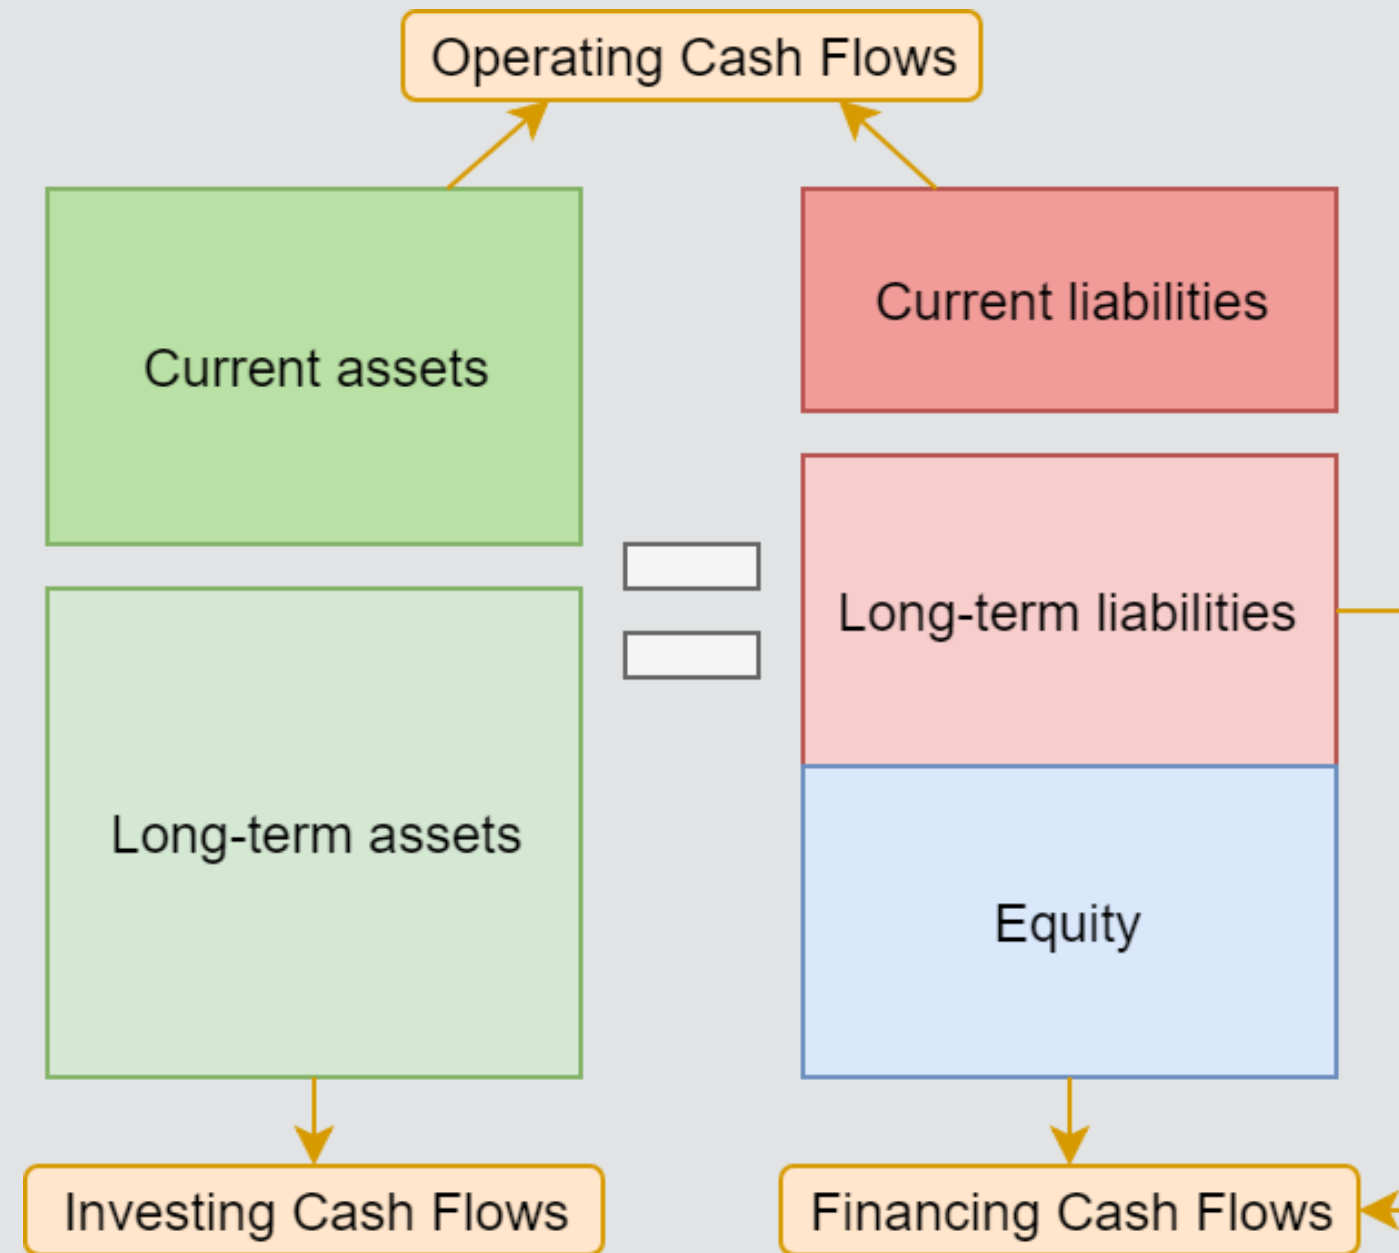 Operating Cash Flows
Current assets
Current liabilities
Long-term liabilities
Long-term assets
Equity
Investing Cash Flows
Financing Cash Flows